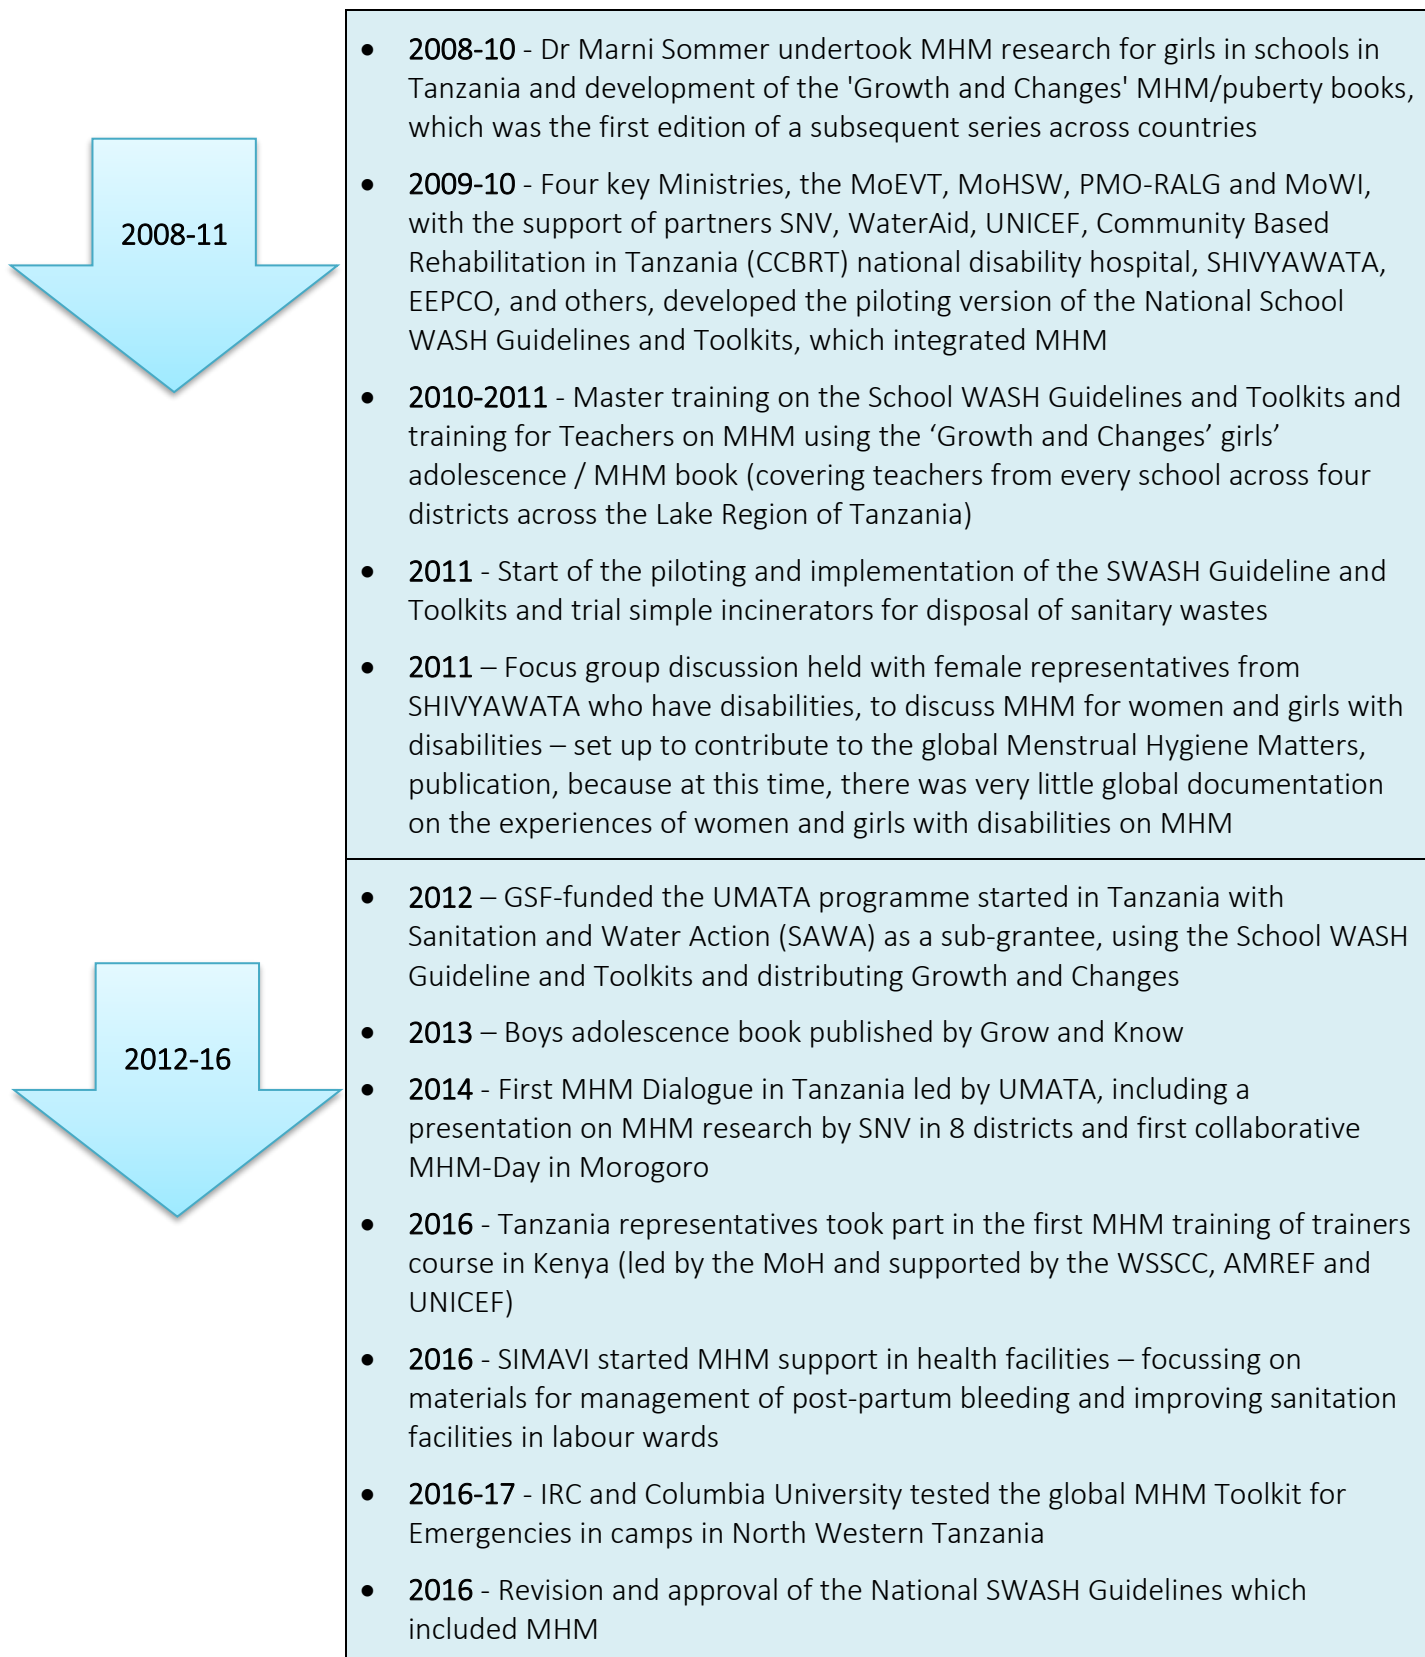 2008-11
• 2008-10 - Dr Marni Sommer undertook MHM research for girls in schools in
Tanzania and development of the 'Growth and Changes' MHM/puberty books,
which was the first edition of a subsequent series across countries
• 2009-10 - Four key Ministries, the MoEVT, MoHSW, PMO-RALG and MoWI,
with the support of partners SNV, WaterAid, UNICEF, Community Based
Rehabilitation in Tanzania (CCBRT) national disability hospital, SHIVYAWATA,
EEPCO, and others, developed the piloting version of the National School
WASH Guidelines and Toolkits, which integrated MHM
• 2010-2011 - Master training on the School WASH Guidelines and Toolkits and
training for Teachers on MHM using the ‘Growth and Changes’ girls’
adolescence / MHM book (covering teachers from every school across four
districts across the Lake Region of Tanzania)
• 2011 - Start of the piloting and implementation of the SWASH Guideline and
Toolkits and trial simple incinerators for disposal of sanitary wastes
• 2011 – Focus group discussion held with female representatives from
SHIVYAWATA who have disabilities, to discuss MHM for women and girls with
disabilities – set up to contribute to the global Menstrual Hygiene Matters,
publication, because at this time, there was very little global documentation
on the experiences of women and girls with disabilities on MHM
2012-16
• 2012 – GSF-funded the UMATA programme started in Tanzania with
Sanitation and Water Action (SAWA) as a sub-grantee, using the School WASH
Guideline and Toolkits and distributing Growth and Changes
• 2013 – Boys adolescence book published by Grow and Know
• 2014 - First MHM Dialogue in Tanzania led by UMATA, including a
presentation on MHM research by SNV in 8 districts and first collaborative
MHM-Day in Morogoro
• 2016 - Tanzania representatives took part in the first MHM training of trainers
course in Kenya (led by the MoH and supported by the WSSCC, AMREF and
UNICEF)
• 2016 - SIMAVI started MHM support in health facilities – focussing on
materials for management of post-partum bleeding and improving sanitation
facilities in labour wards
• 2016-17 - IRC and Columbia University tested the global MHM Toolkit for
Emergencies in camps in North Western Tanzania
• 2016 - Revision and approval of the National SWASH Guidelines which
included MHM